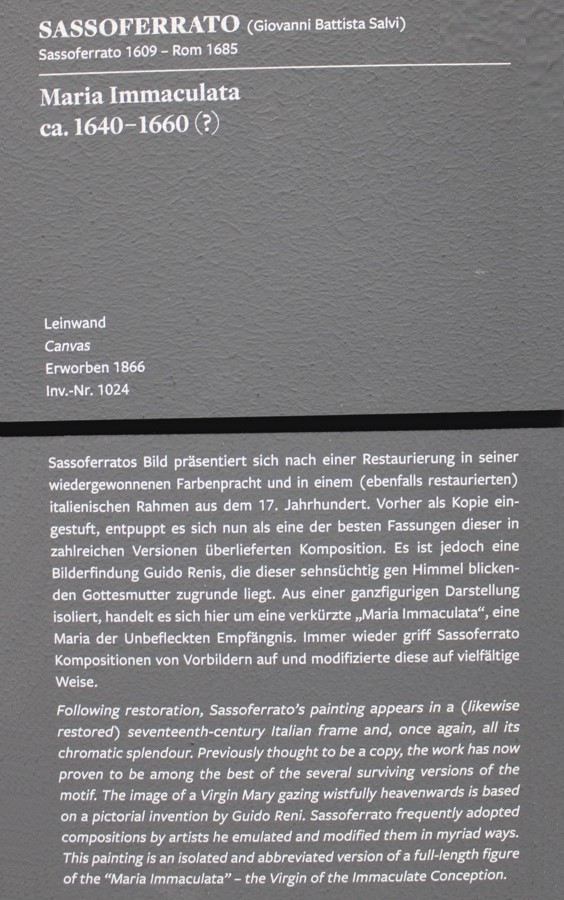 SASSOFERRATO (Giovanni Battista Salvi)
Sassoferrato 1609 – Rom 1685
Maria Immaculata
ca. 1640–1660 (?)
Leinwand
Canvas
Erworben 1866
Inv.-Nr. 1024
Sassoferratos Bild präsentiert sich nach einer Restaurierung in seiner
wiedergewonnenen Farbenpracht und in einem (ebenfalls restaurierten)
italienischen Rahmen aus dem 17. Jahrhundert. Vorher als Kopie ein-
gestuft, entpuppt es sich nun als eine der besten Fassungen dieser in
zahlreichen Versionen überlieferten Komposition. Es ist jedoch eine
Bilderfindung Guido Renis, die dieser sehnsüchtig gen Himmel blicken-
den Gottesmutter zugrunde liegt. Aus einer ganzfigurigen Darstellung
isoliert, handelt es sich hier um eine verkürzte „Maria Immaculata“, eine
Maria der Unbefleckten Empfängnis. Immer wieder griff Sassoferrato
Kompositionen von Vorbildern auf und modifizierte diese auf vielfältige
Weise.
Following restoration, Sassoferrato’s painting appears in a (likewise
restored) seventeenth-century Italian frame and, once again, all its
chromatic splendour. Previously thought to be a copy, the work has now
proven to be among the best of the several surviving versions of the
motif. The image of a Virgin Mary gazing wistfully heavenwards is based
on a pictorial invention by Guido Reni. Sassoferrato frequently adopted
compositions by artists he emulated and modified them in myriad ways.
This painting is an isolated and abbreviated version of a full-length figure
of the “Maria Immaculata” – the Virgin of the Immaculate Conception.